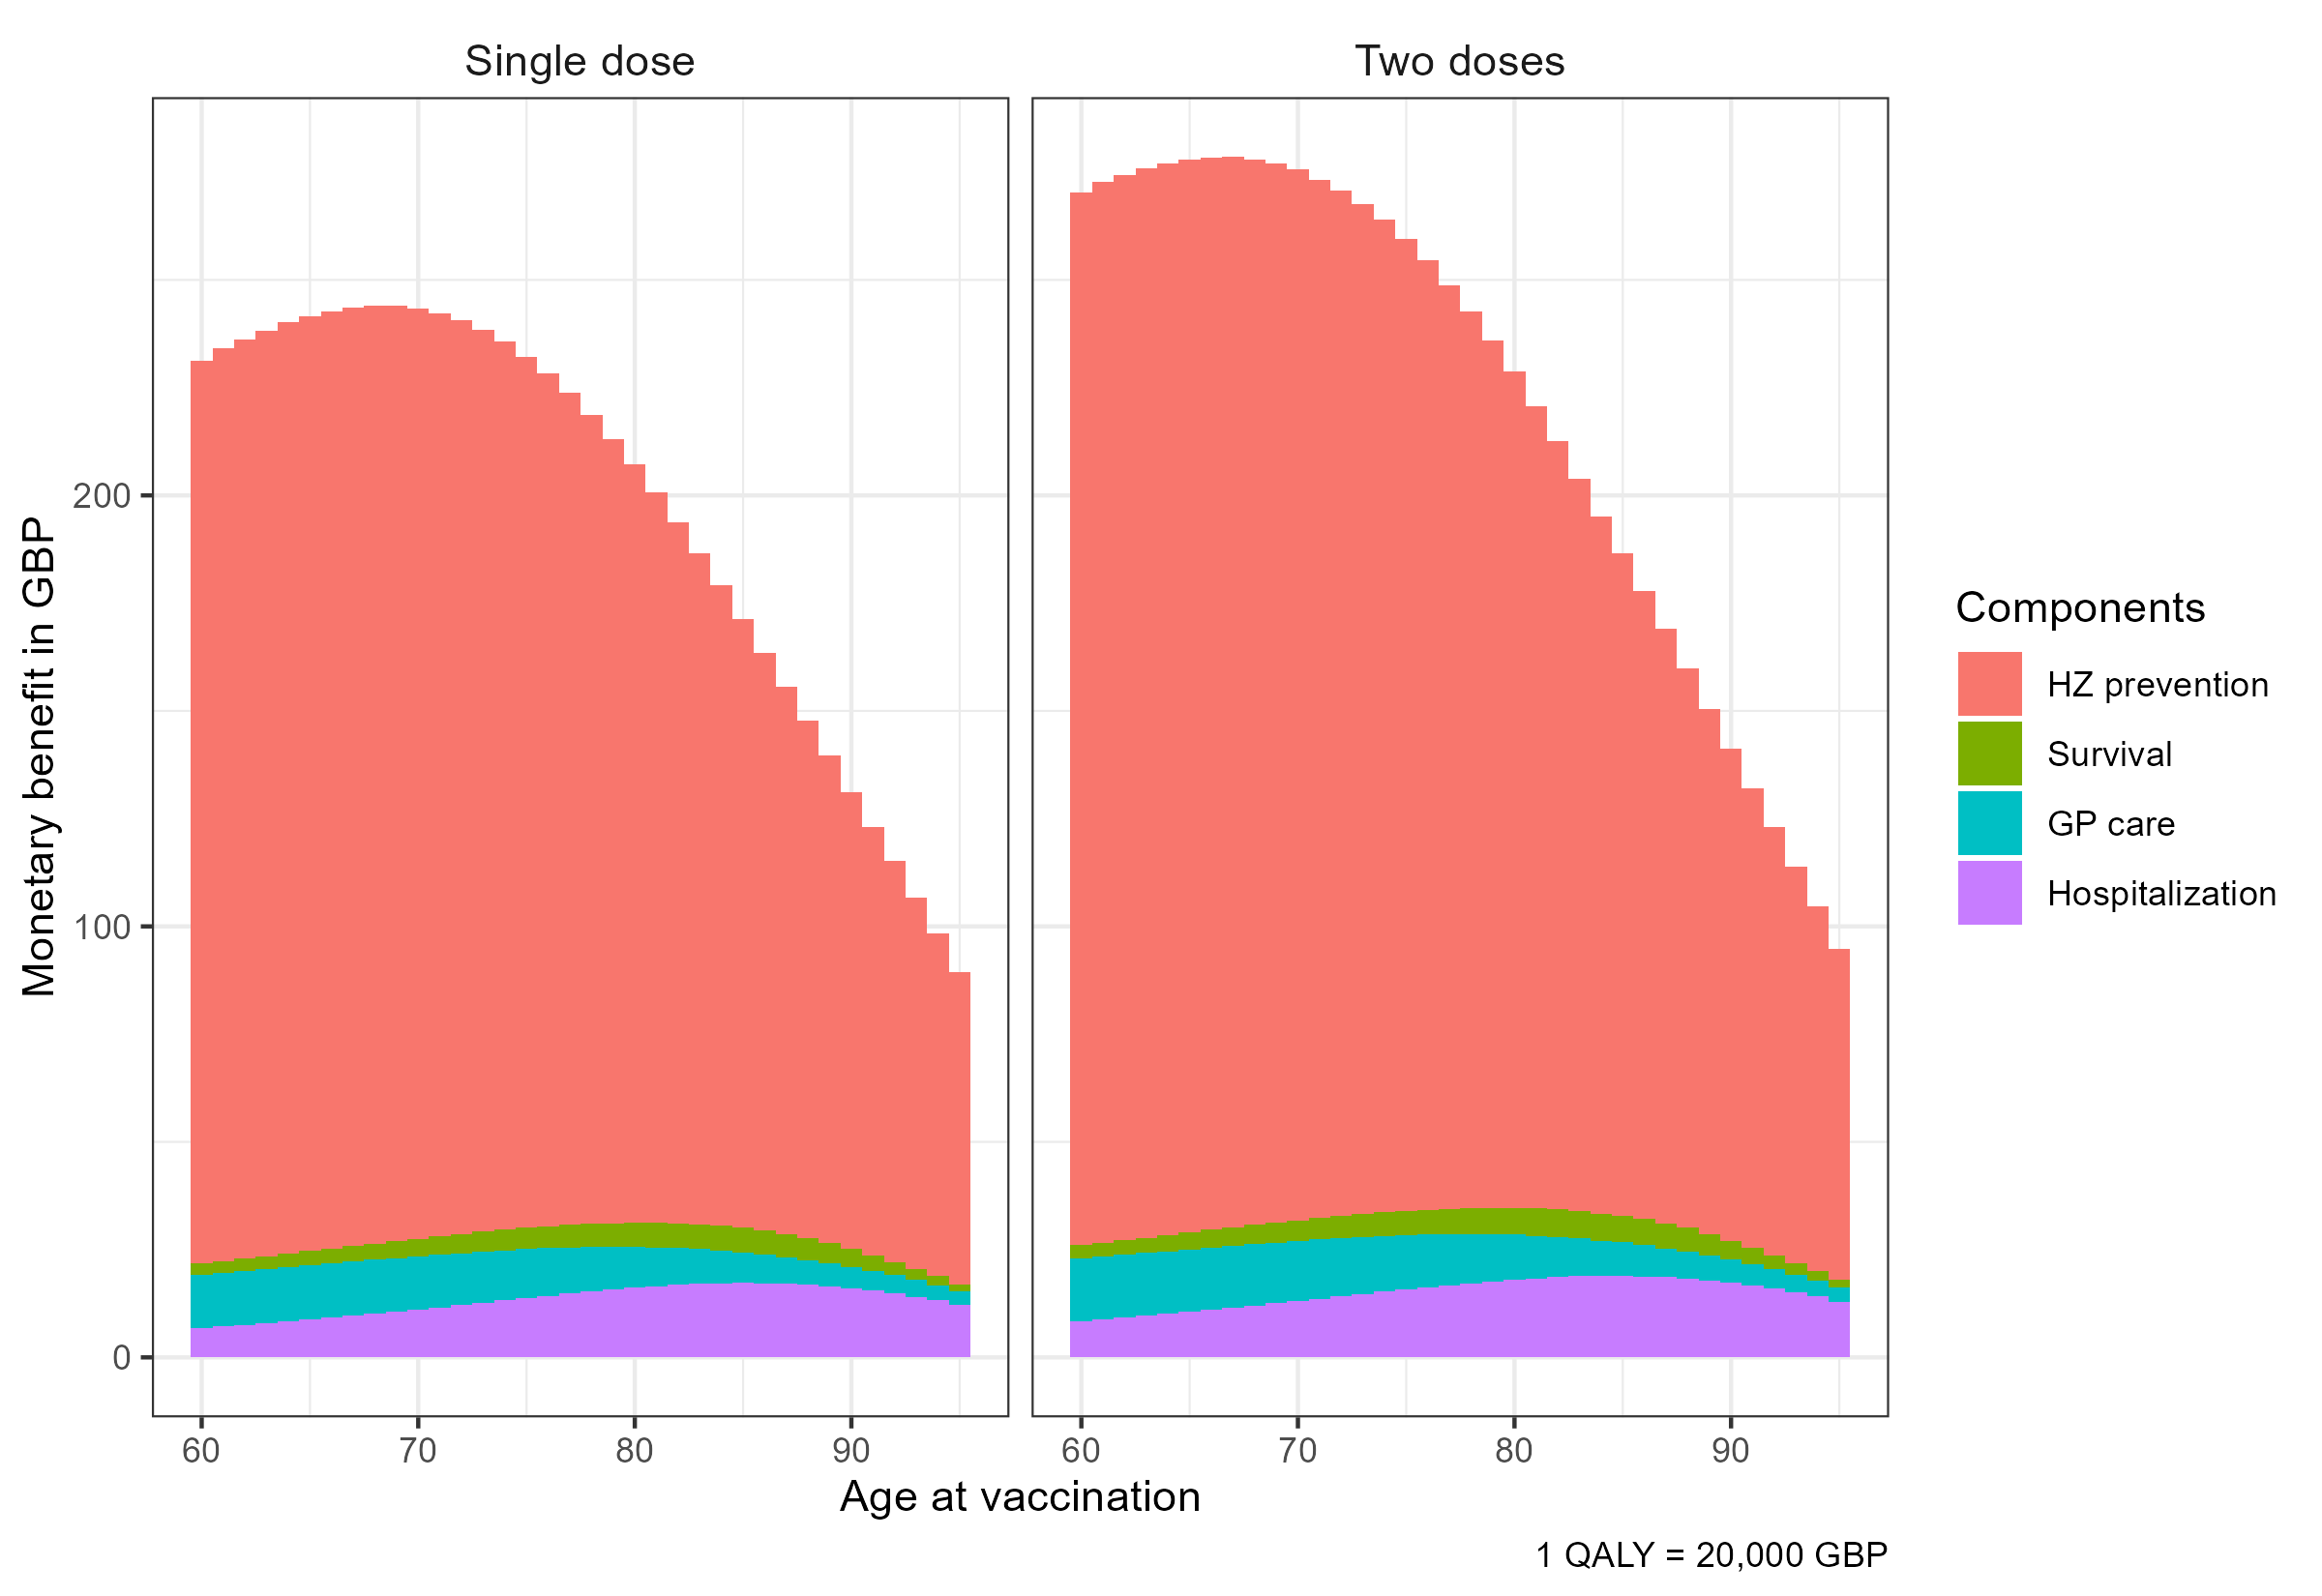 Single dose
Two doses
Monetary benefit in GBP
200
100
0
60
70
80
90
60
70
80
90
Age at vaccination
Components
HZ prevention
Survival
GP care
Hospitalization
1 QALY = 20,000 GBP